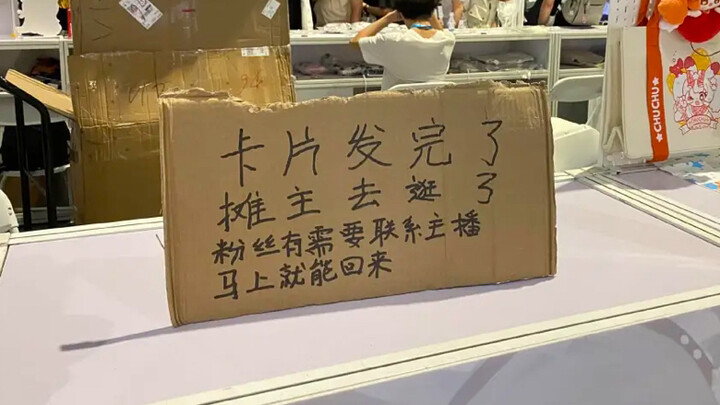 卡片发完了
摊主去逛了
粉丝有需要联系主播
马上就能回来
CHUCHU★